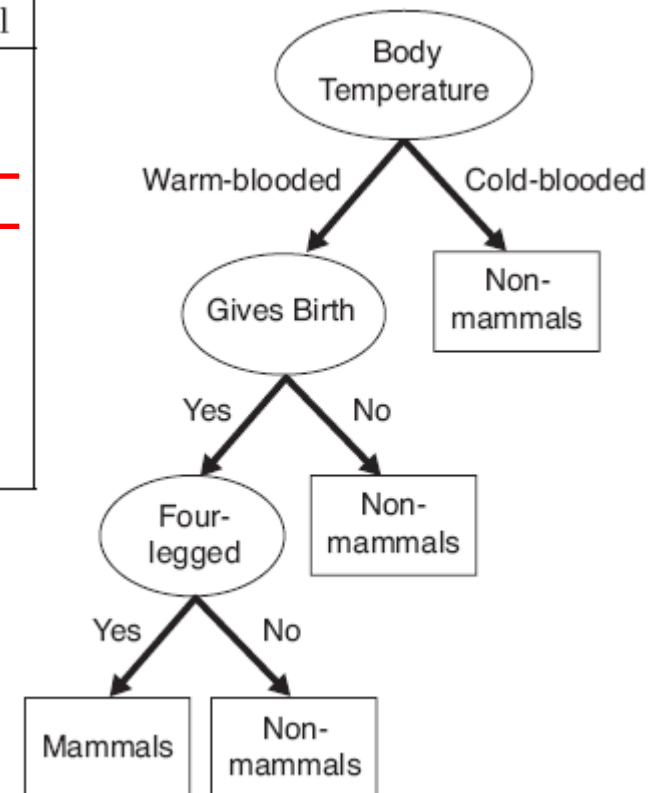 l
Body
Temperature
Warm-blooded
Cold-blooded
Gives Birth
Non-
mammals
Yes
No
Four-
legged
Non-
mammals
Yes
No
Mammals
Non-
mammals